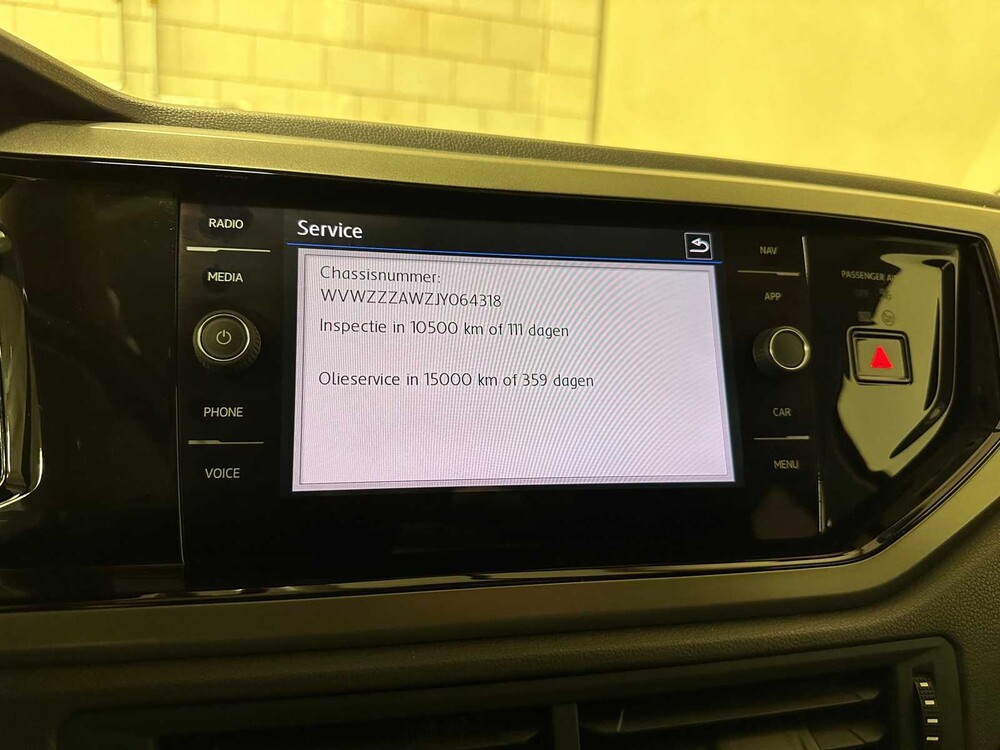 RADIO
MEDIA
PHONE
VOICE
Service
Chassisnummer:
WVWZZZAWZJY064318
Inspectie in 10500 km of 111 dagen
Olieservice in 15000 km of 359 dagen
NAV
APP
CAR
MENU
PASSENGER